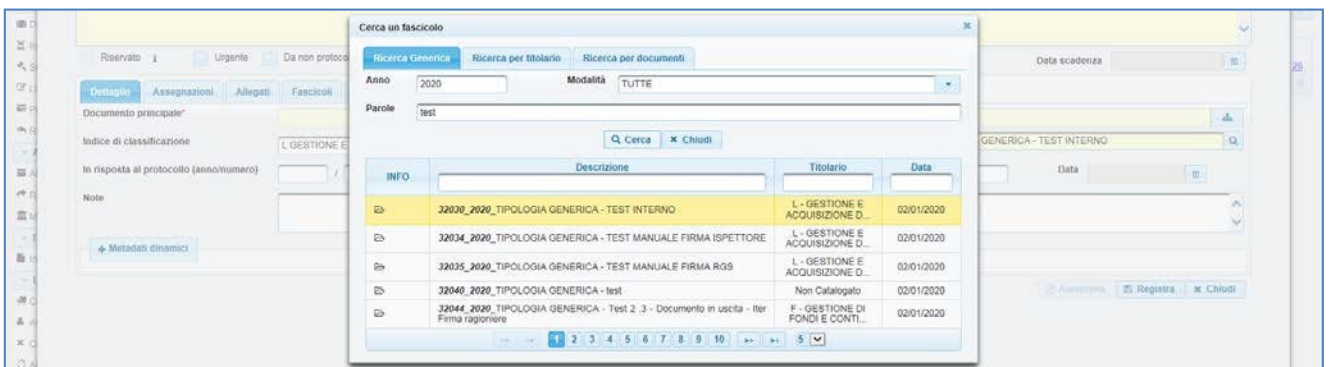 Cerca un fascicolo
Riservato Urgente Da non protoco
Data scadenza
Ricerca Generica Ricerca per titolario Ricerca per documenti
Dettaglio Assegnazioni Allegati Fascicoli
Anno 2020 Modalità TUTTE
Documento principale*
Parole test
Cerca Chiudi
Indice di classificazione L GESTIONE E
GENERICA - TEST INTERNO
In risposta al protocollo (anno/numero) /
Data
INFO Descrizione Titolario Data
Note
32030_2020_TIPOLOGIA GENERICA - TEST INTERNO L - GESTIONE E ACQUISIZIONE D... 02/01/2020
32034_2020_TIPOLOGIA GENERICA - TEST MANUALE FIRMA ISPETTORE L - GESTIONE E ACQUISIZIONE D... 02/01/2020
Metadati dinamici
32035_2020_TIPOLOGIA GENERICA - TEST MANUALE FIRMA RGS L - GESTIONE E ACQUISIZIONE D... 02/01/2020
32040_2020_TIPOLOGIA GENERICA - test Non Catalogato 02/01/2020
Registra Chiudi
32044_2020_TIPOLOGIA GENERICA - Test 2 .3 - Documento in uscita - Iter Firma ragioniere F - GESTIONE DI FONDI E CONTI... 02/01/2020
1 2 3 4 5 6 7 8 9 10 5